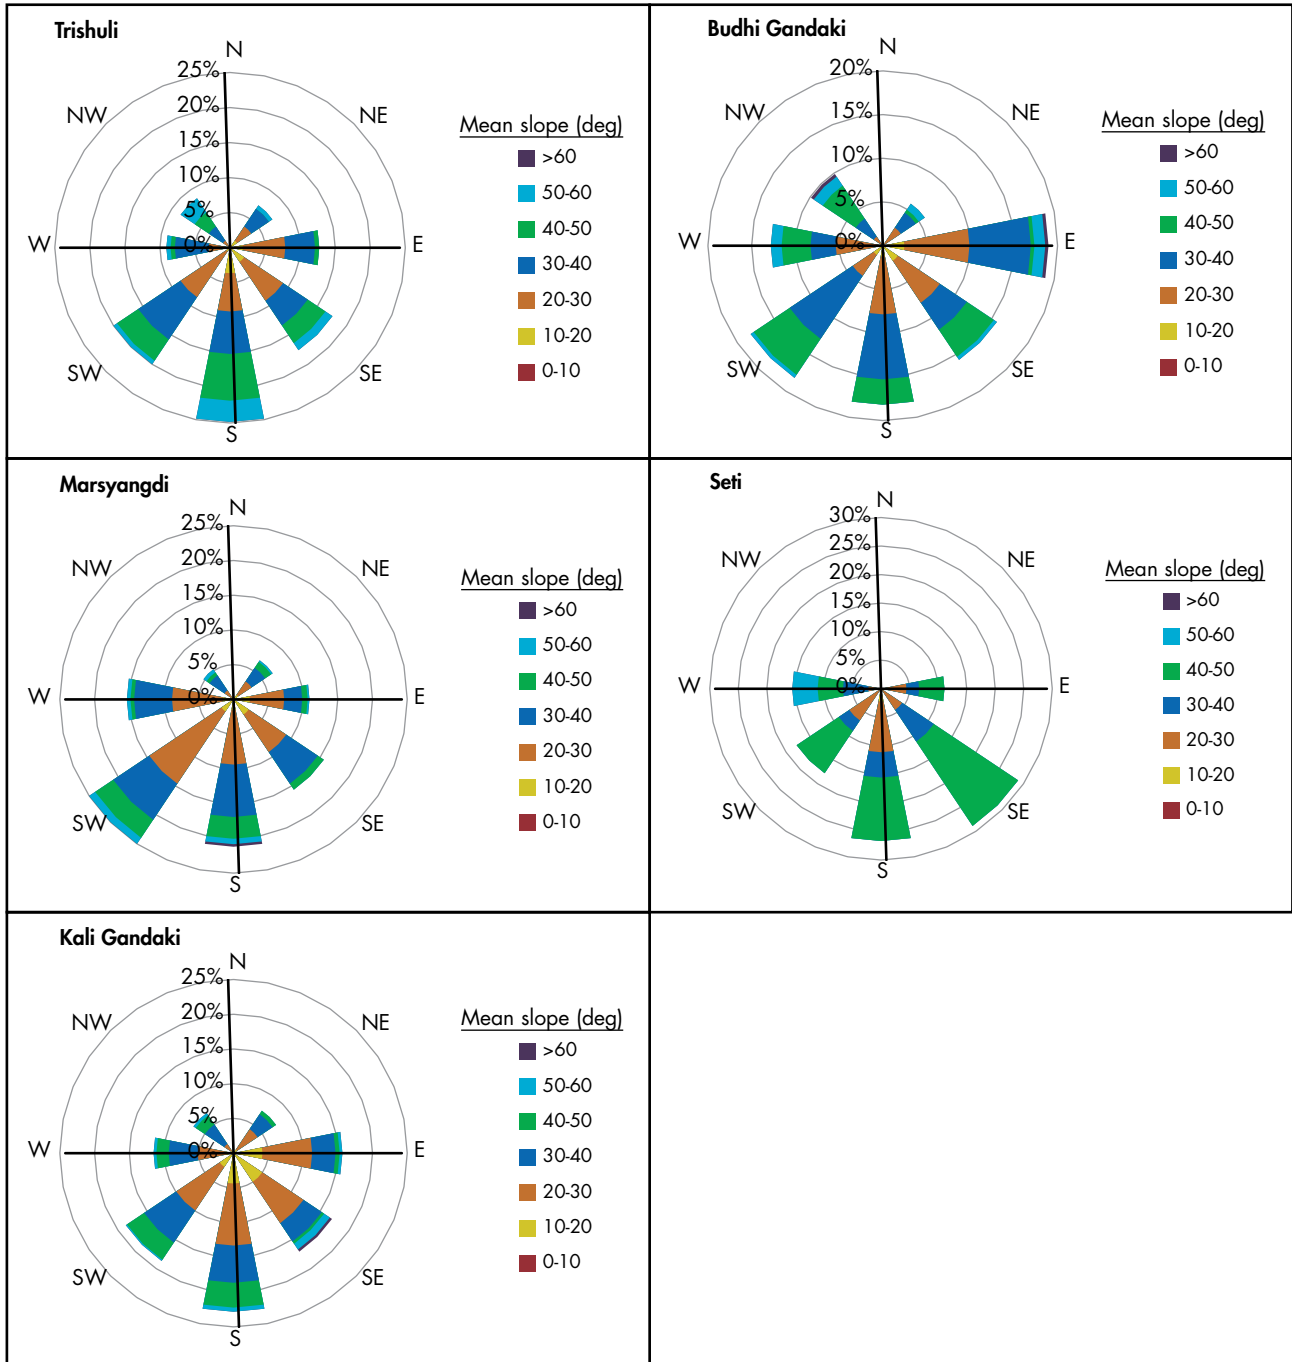 Trishuli
N
25%
20%
15%
10%
5%
0%
NW
NE
W
E
SW
SE
S
Mean slope (deg)
>60
50-60
40-50
30-40
20-30
10-20
0-10
Budhi Gandaki
N
20%
15%
10%
5%
0%
NW
NE
W
E
SW
SE
S
Mean slope (deg)
>60
50-60
40-50
30-40
20-30
10-20
0-10
Marsyangdi
N
25%
20%
15%
10%
5%
0%
NW
NE
W
E
SW
SE
S
Mean slope (deg)
>60
50-60
40-50
30-40
20-30
10-20
0-10
Seti
N
30%
25%
20%
15%
10%
5%
0%
NW
NE
W
E
SW
SE
S
Mean slope (deg)
>60
50-60
40-50
30-40
20-30
10-20
0-10
Kali Gandaki
N
25%
20%
15%
10%
5%
0%
NW
NE
W
E
SW
SE
S
Mean slope (deg)
>60
50-60
40-50
30-40
20-30
10-20
0-10